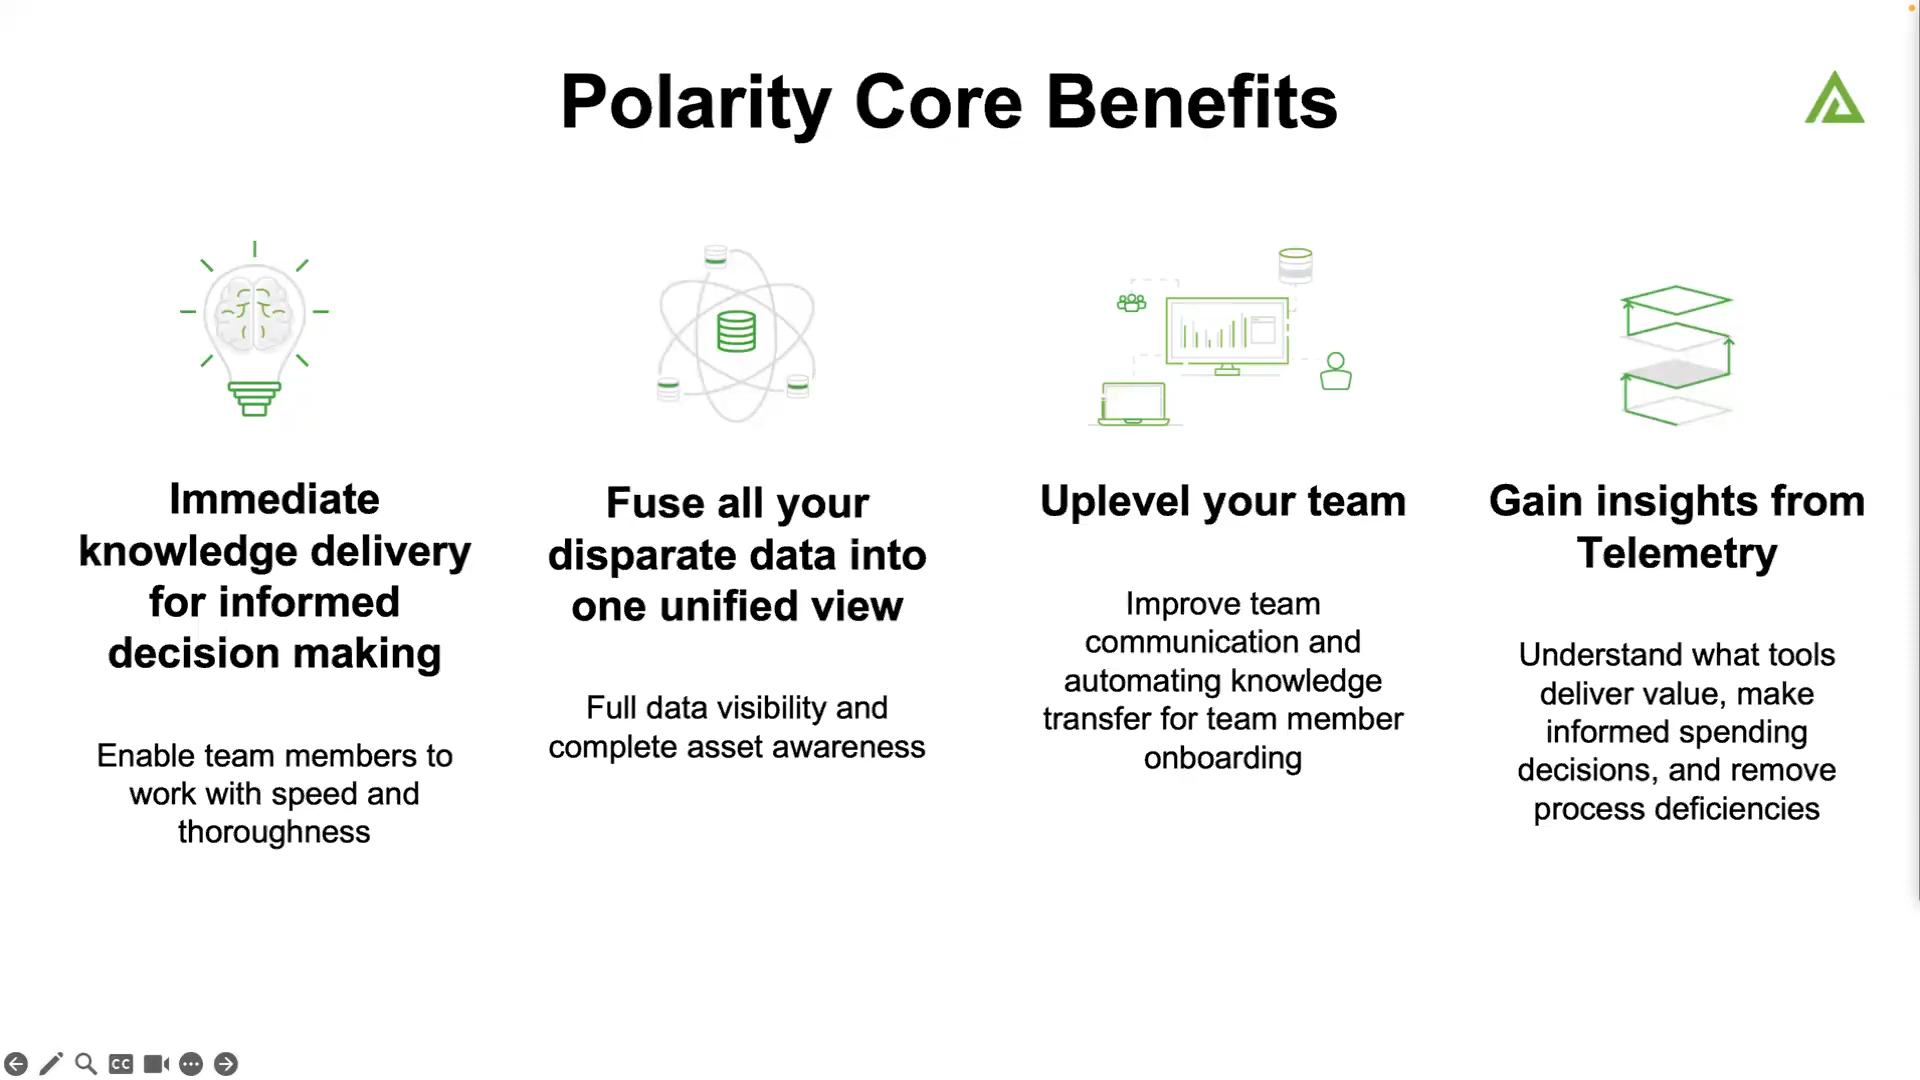 Polarity Core Benefits
Immediate
knowledge delivery
for informed
decision making
Enable team members to
work with speed and
thoroughness
Fuse all your
disparate data into
one unified view
Full data visibility and
complete asset awareness
Uplevel your team
Improve team
communication and
automating knowledge
transfer for team member
onboarding
Gain insights from
Telemetry
Understand what tools
deliver value, make
informed spending
decisions, and remove
process deficiencies
CC